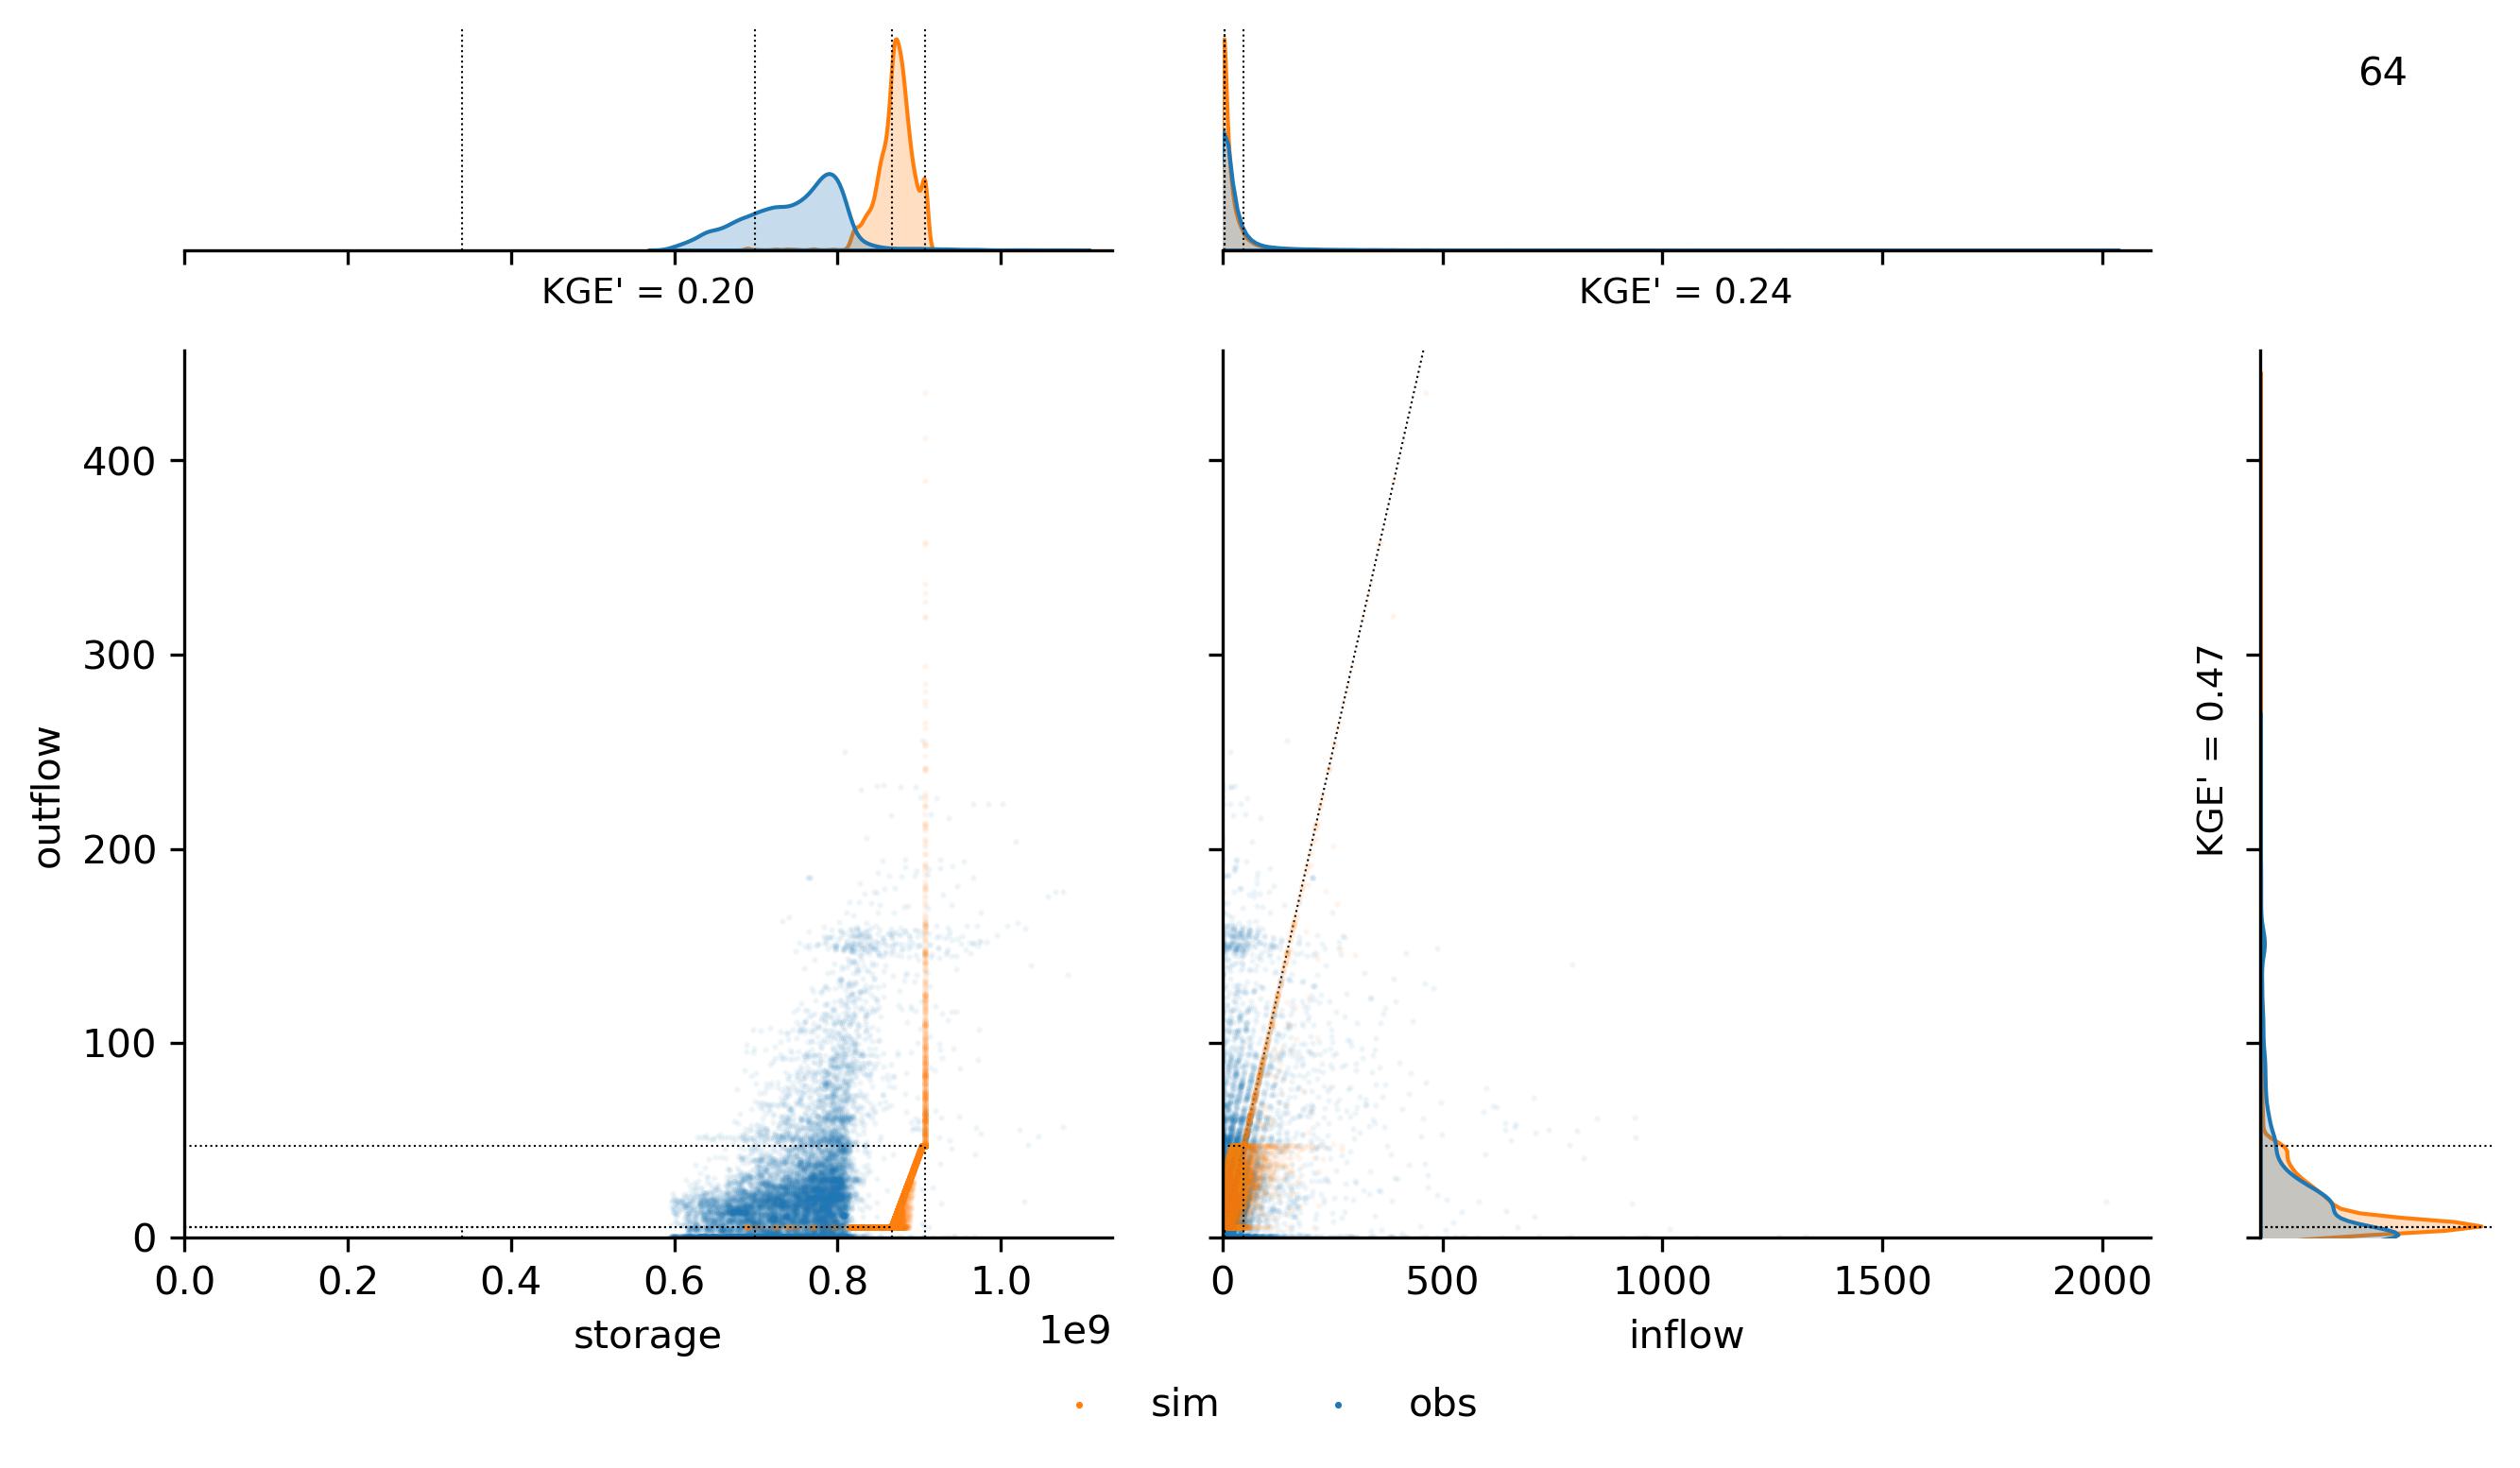 64
KGE' = 0.20
KGE' = 0.24
outflow
400
300
200
100
0
KGE' = 0.47
0.0 0.2 0.4 0.6 0.8 1.0
1e9
storage
0 500 1000 1500 2000
inflow
sim obs